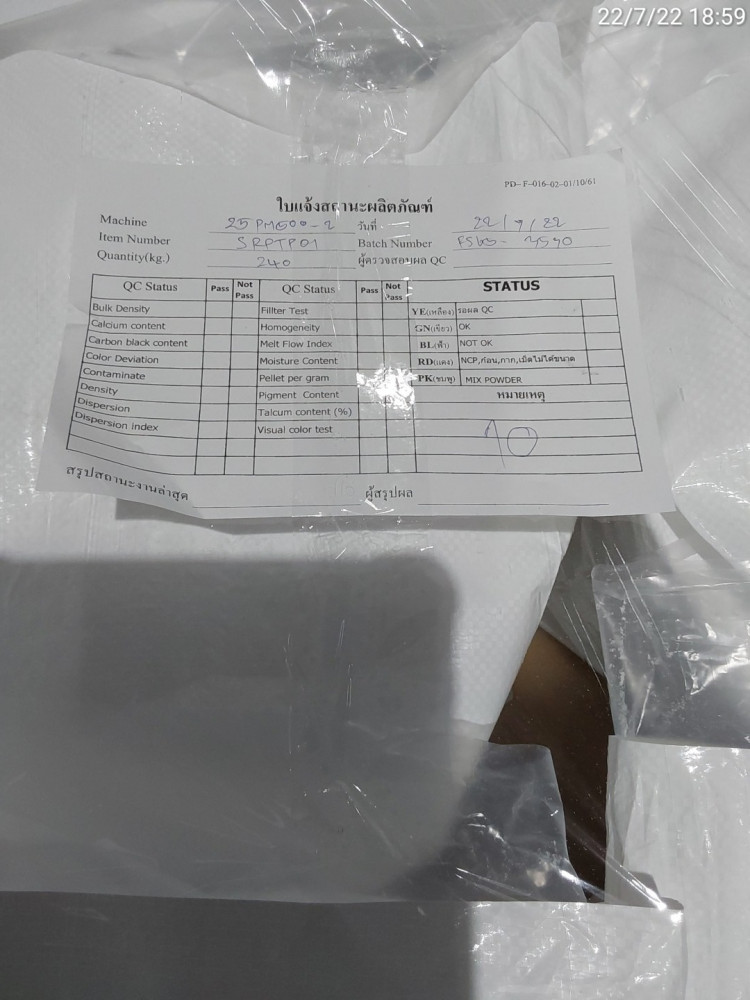 22/7/22 18:59
PD-F-016-02-01/10/61
ใบแจ้งสถานะผลิตภัณฑ์
Machine 25PM600-2 วันที่ 22/7/22
Item Number SRPTP01 Batch Number
Quantity(kg.) 240 ผู้ตรวจสอบผล QC
QC Status Pass Not Pass QC Status Pass Not Pass STATUS
Bulk Density Fillter Test YE(เหลือง) รอผล QC
Calcium content Homogeneity GN(เขียว) OK
Carbon black content Melt Flow Index BL(ฟ้า) NOT OK
Color Deviation Moisture Content RD(แดง) NCP,ก่อน,กาก,เม็ดไม่ได้ขนาด
Contaminate Pellet per gram PK(ชมพู) MIX POWDER
Density Pigment Content หมายเหตุ
Dispersion Talcum content (%)
Dispersion index Visual color test
10
สรุปสถานะงานล่าสุด ผู้สรุปผล